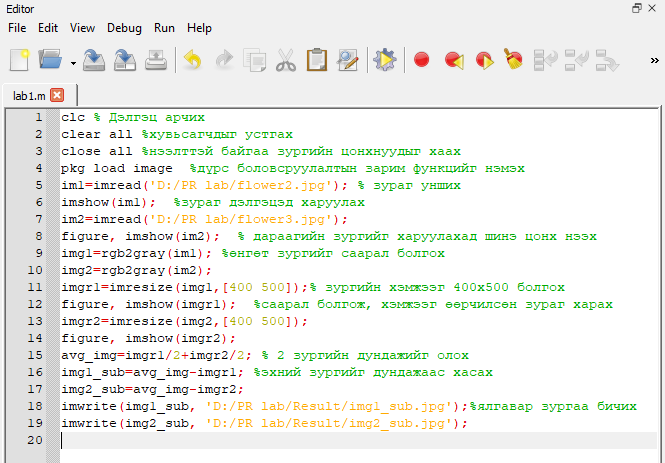 Editor
File Edit View Debug Run Help
»
lab1.m
1 clc % Дэлгэц арчих
2 clear all %хувьсагчдыг устгах
3 close all %нээлттэй байгаа зургийн цонхнуудыг хаах
4 pkg load image %дүрс боловсруулалтын зарим функцийг нэмэх
5 im1=imread('D:/PR lab/flower2.jpg'); % зураг унших
6 imshow(im1); %зураг дэлгэцэд харуулах
7 im2=imread('D:/PR lab/flower3.jpg');
8 figure, imshow(im2); % дараагийн зургийг харуулахад шинэ цонх нээх
9 img1=rgb2gray(im1); %өнгөт зургийг саарал болгох
10 img2=rgb2gray(im2);
11 imgr1=imresize(img1,[400 500]);% зургийн хэмжээг 400x500 болгох
12 figure, imshow(imgr1); %саарал болгож, хэмжээг өөрчилсөн зураг харах
13 imgr2=imresize(img2,[400 500]);
14 figure, imshow(imgr2);
15 avg_img=imgr1/2+imgr2/2; % 2 зургийн дундажийг олох
16 img1_sub=avg_img-imgr1; %эхний зургийг дундажаас хасах
17 img2_sub=avg_img-imgr2;
18 imwrite(img1_sub, 'D:/PR lab/Result/img1_sub.jpg');%ялгавар зургаа бичих
19 imwrite(img2_sub, 'D:/PR lab/Result/img2_sub.jpg');
20